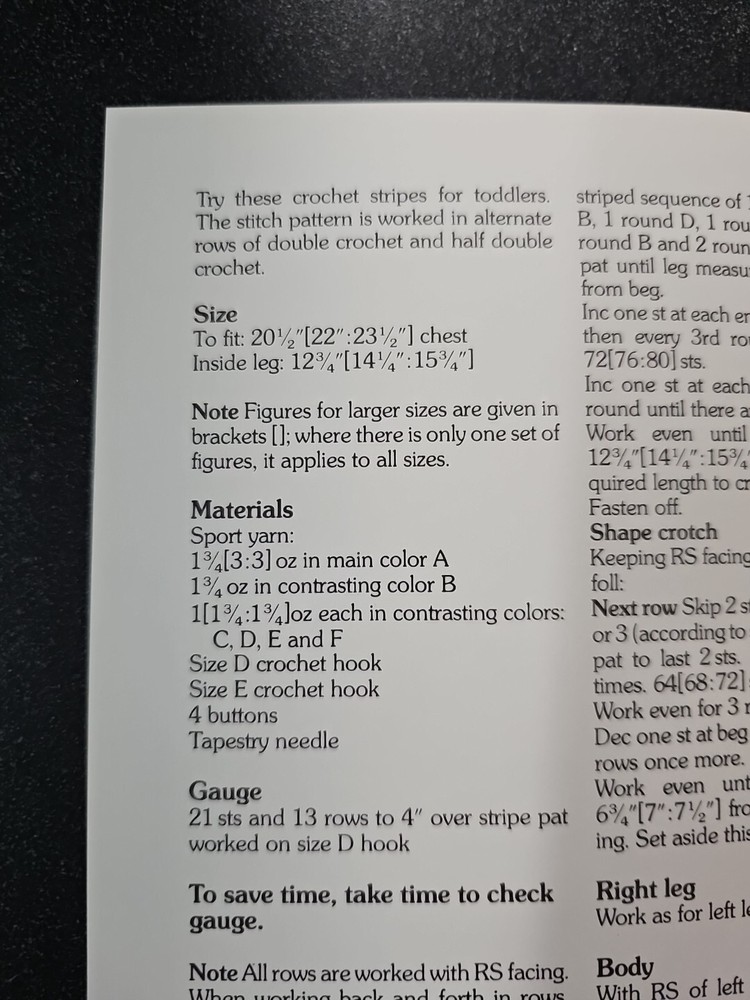 Try these crochet stripes for toddlers.
The stitch pattern is worked in alternate
rows of double crochet and half double
crochet.
Size
To fit: 20½″[22″:23½″] chest
Inside leg: 12¾″[14¼″:15¾″]
Note Figures for larger sizes are given in
brackets []; where there is only one set of
figures, it applies to all sizes.
Materials
Sport yarn:
1¾[3:3] oz in main color A
1¾ oz in contrasting color B
1[1¾:1¾]oz each in contrasting colors:
C, D, E and F
Size D crochet hook
Size E crochet hook
4 buttons
Tapestry needle
Gauge
21 sts and 13 rows to 4″ over stripe pat
worked on size D hook
To save time, take time to check
gauge.
Note All rows are worked with RS facing.
When working back and forth in rows
striped sequence of
B, 1 round D, 1
round B and 2
pat until leg
from beg.
Inc one st at each
then every 3rd
72[76:80] sts.
Inc one st at each
round until there
Work even until
12¾″[14¼″:15¾″
quired length to
Fasten off.
Shape crotch
Keeping RS facing
foll:
Next row Skip 2
or 3 (according to
pat to last 2 sts.
times. 64[68:72]
Work even for 3
Dec one st at beg
rows once more.
Work even
6¾″[7″:7½″]
ing. Set aside this
Right leg
Work as for left
Body
With RS of left